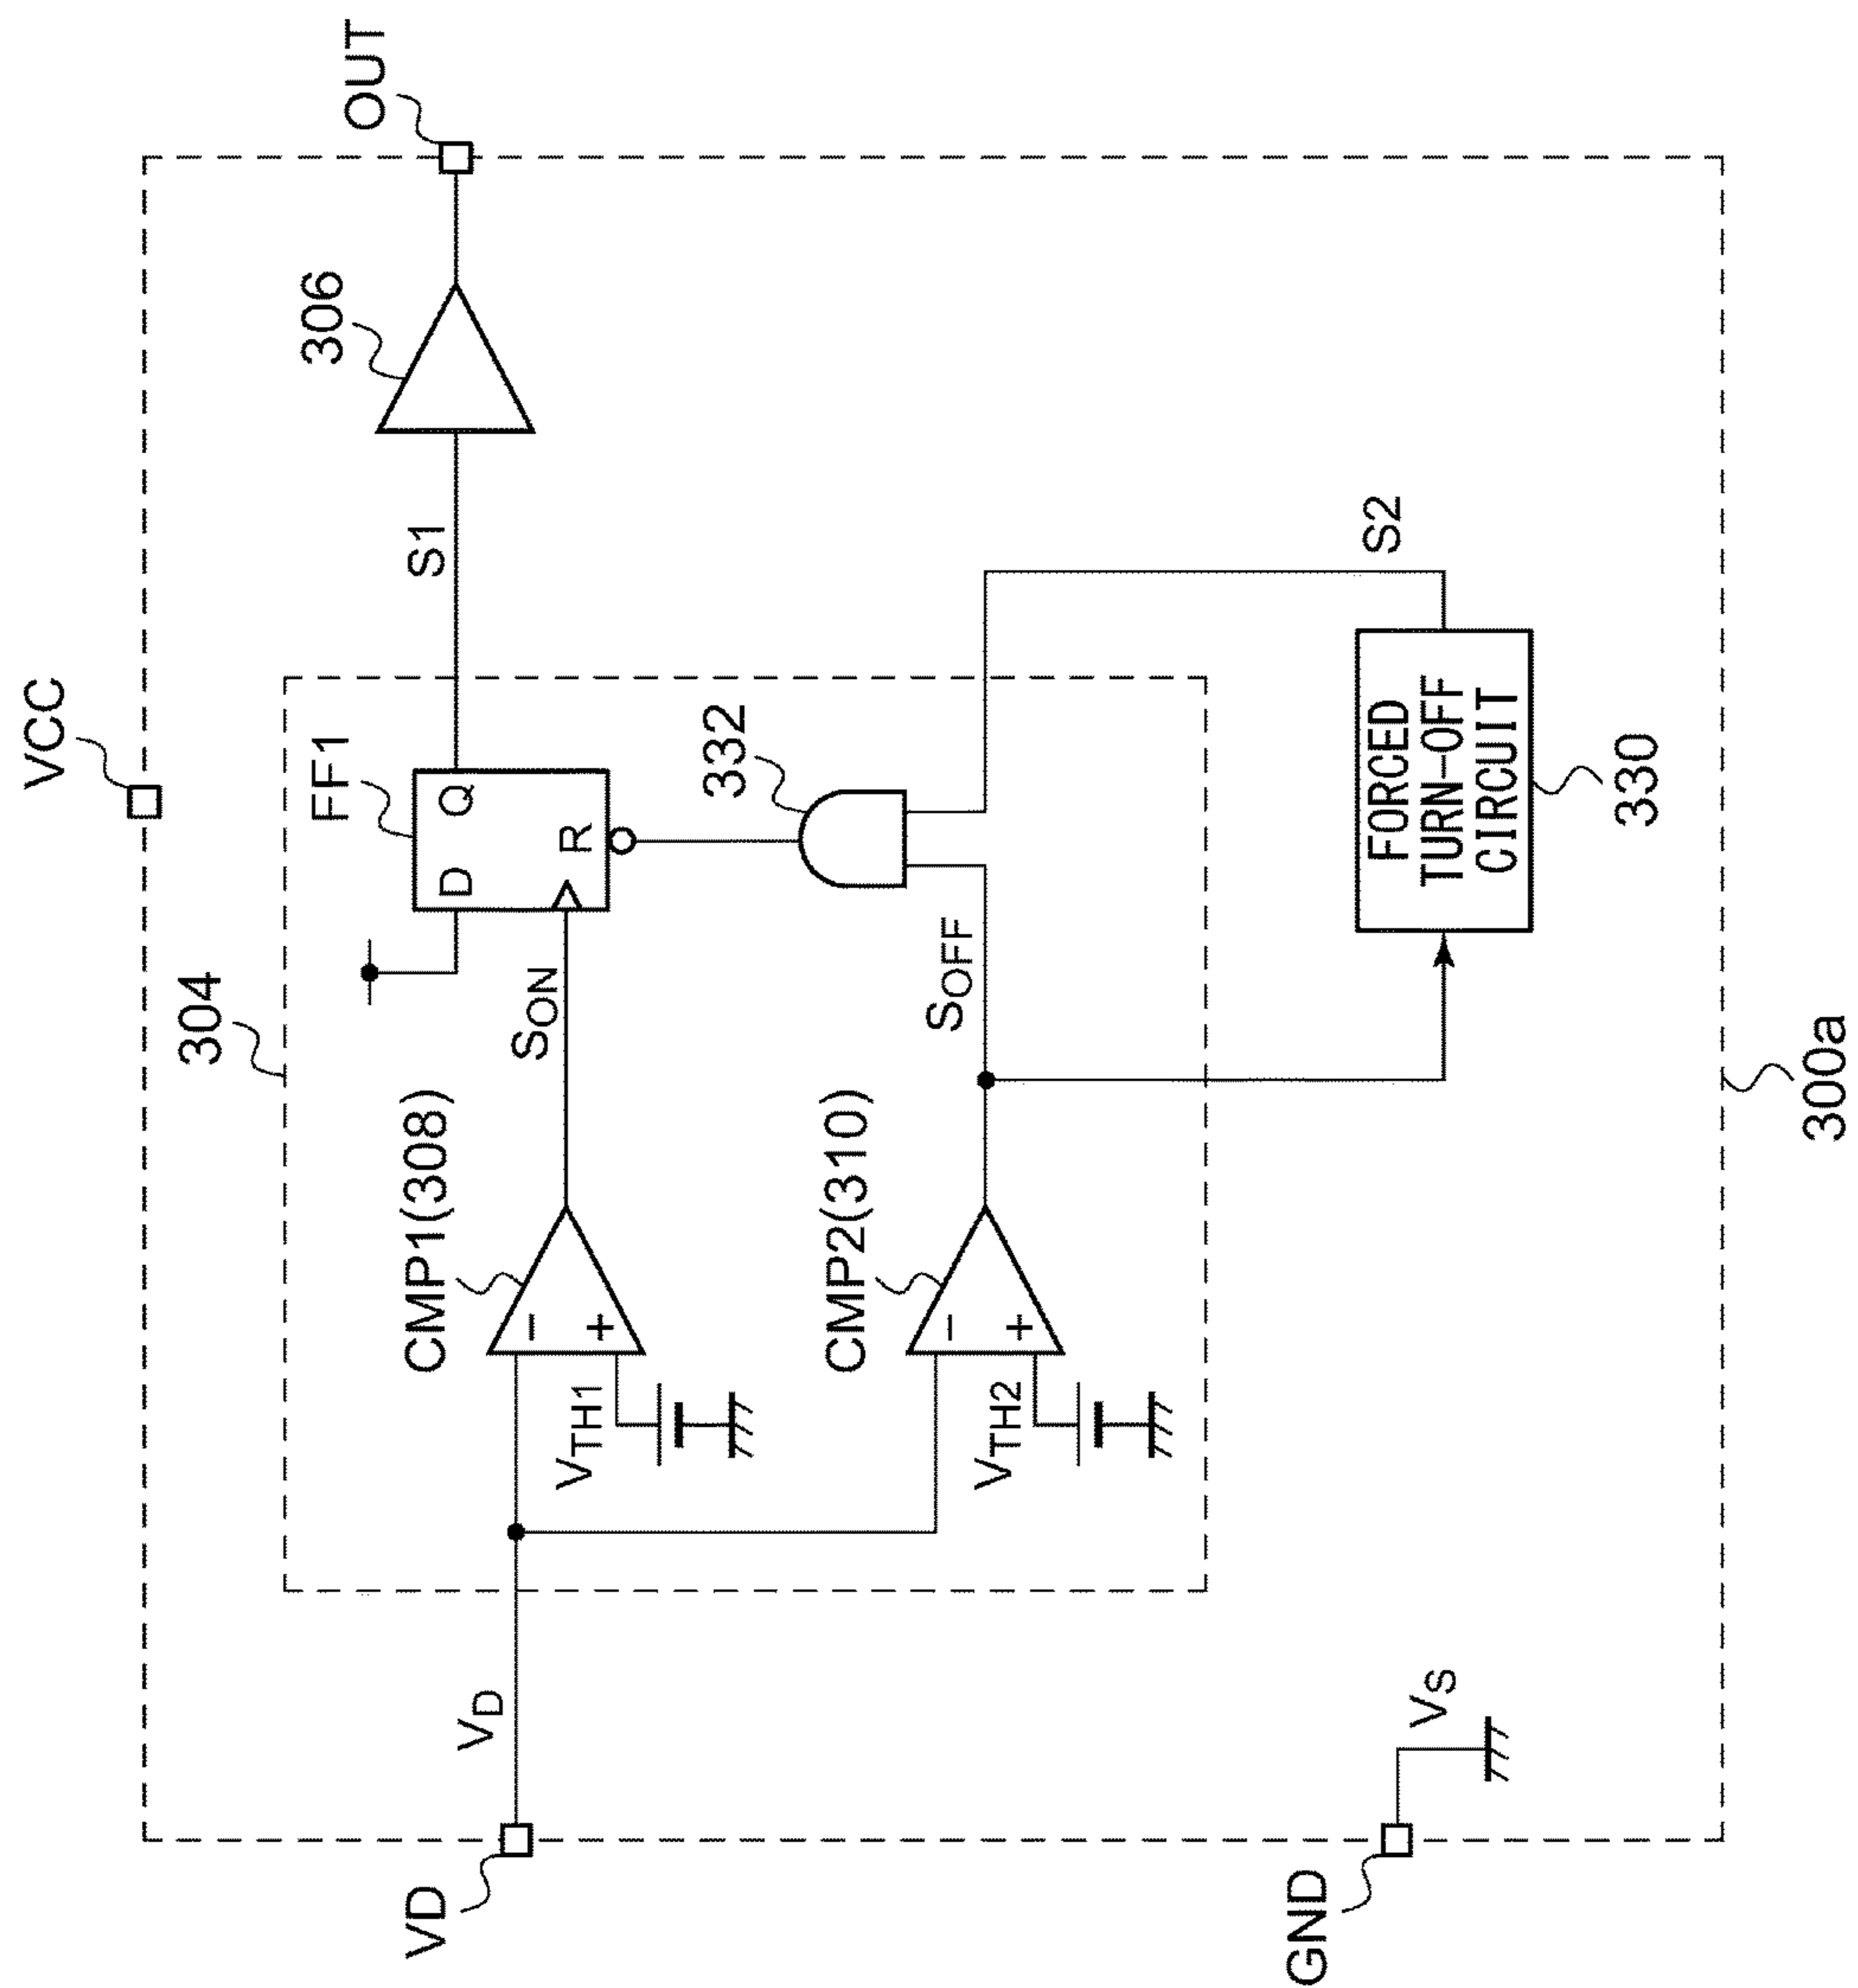 VCC
OUT
306
304
FF1
S1
D
Q
R
CMP1(308)
SON
332
VD
VD
−
+
VTH1
CMP2(310)
SOFF
−
+
VTH2
S2
FORCED
TURN-OFF
CIRCUIT
330
GND
VS
300a